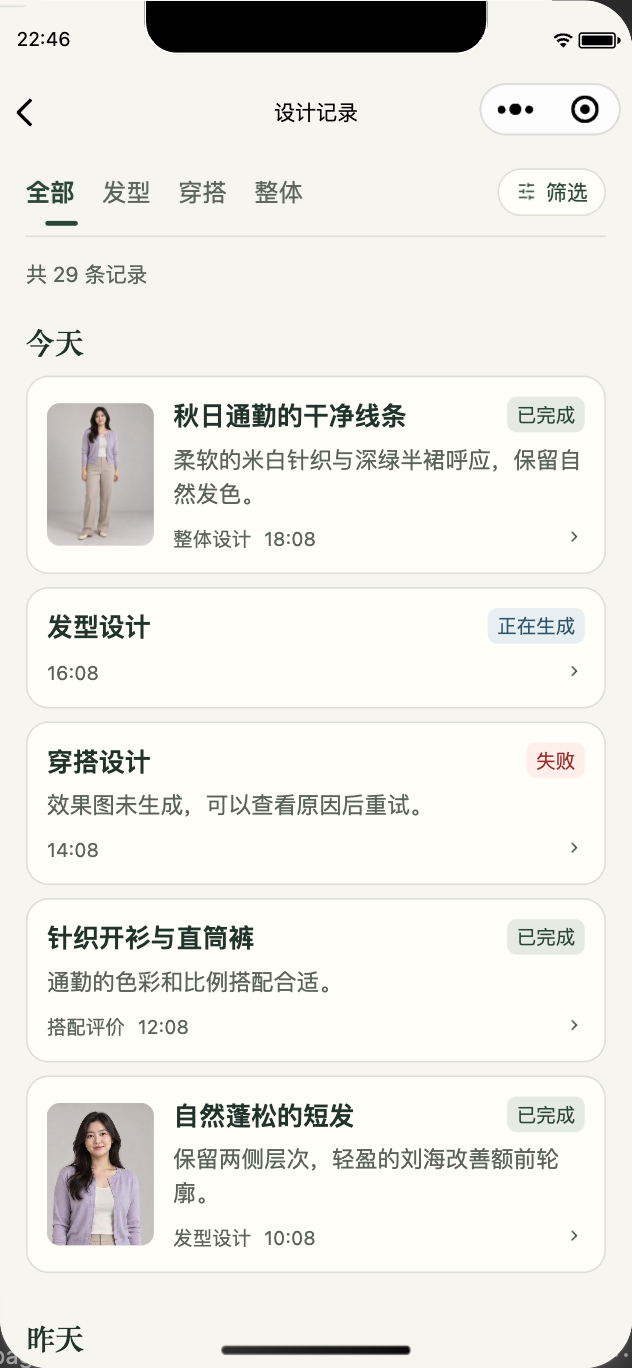 22:46
设计记录
全部 发型 穿搭 整体 筛选
共 29 条记录
今天
秋日通勤的干净线条 已完成
柔软的米白针织与深绿半裙呼应，保留自
然发色。
整体设计 18:08
发型设计 正在生成
16:08
穿搭设计 失败
效果图未生成，可以查看原因后重试。
14:08
针织开衫与直筒裤 已完成
通勤的色彩和比例搭配合适。
搭配评价 12:08
自然蓬松的短发 已完成
保留两侧层次，轻盈的刘海改善额前轮
廓。
发型设计 10:08
昨天